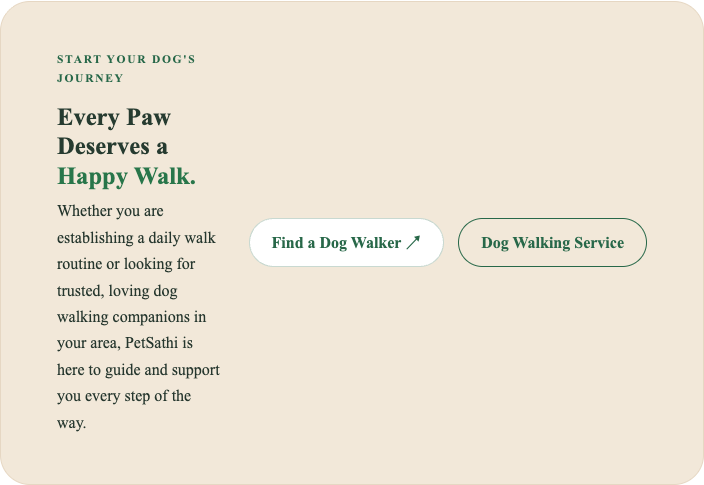 START YOUR DOG'S
JOURNEY
Every Paw
Deserves a
Happy Walk.
Whether you are
establishing a daily walk
routine or looking for
trusted, loving dog
walking companions in
your area, PetSathi is
here to guide and support
you every step of the
way.
Find a Dog Walker ↗
Dog Walking Service